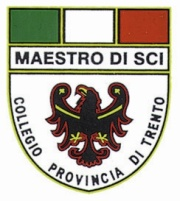 MAESTRO DI SCI
COLLEGIO PROVINCIA DI TRENTO